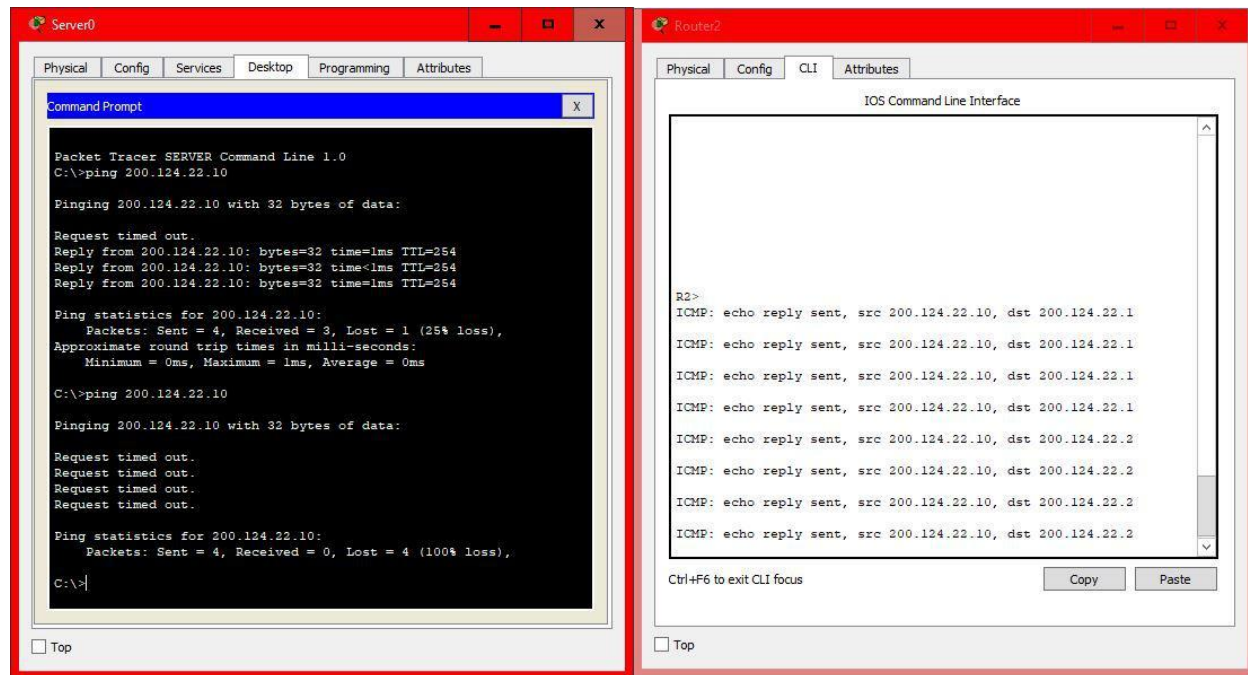 Server0
Physical Config Services Desktop Programming Attributes
Command Prompt
X
Packet Tracer SERVER Command Line 1.0
C:\>ping 200.124.22.10
Pinging 200.124.22.10 with 32 bytes of data:
Request timed out.
Reply from 200.124.22.10: bytes=32 time=1ms TTL=254
Reply from 200.124.22.10: bytes=32 time<1ms TTL=254
Reply from 200.124.22.10: bytes=32 time=1ms TTL=254
Ping statistics for 200.124.22.10:
Packets: Sent = 4, Received = 3, Lost = 1 (25% loss),
Approximate round trip times in milli-seconds:
Minimum = 0ms, Maximum = 1ms, Average = 0ms
C:\>ping 200.124.22.10
Pinging 200.124.22.10 with 32 bytes of data:
Request timed out.
Request timed out.
Request timed out.
Request timed out.
Ping statistics for 200.124.22.10:
Packets: Sent = 4, Received = 0, Lost = 4 (100% loss),
C:\>
Top
Router2
Physical Config CLI Attributes
IOS Command Line Interface
R2>
ICMP: echo reply sent, src 200.124.22.10, dst 200.124.22.1
ICMP: echo reply sent, src 200.124.22.10, dst 200.124.22.1
ICMP: echo reply sent, src 200.124.22.10, dst 200.124.22.1
ICMP: echo reply sent, src 200.124.22.10, dst 200.124.22.1
ICMP: echo reply sent, src 200.124.22.10, dst 200.124.22.2
ICMP: echo reply sent, src 200.124.22.10, dst 200.124.22.2
ICMP: echo reply sent, src 200.124.22.10, dst 200.124.22.2
ICMP: echo reply sent, src 200.124.22.10, dst 200.124.22.2
Ctrl+F6 to exit CLI focus
Copy
Paste
Top